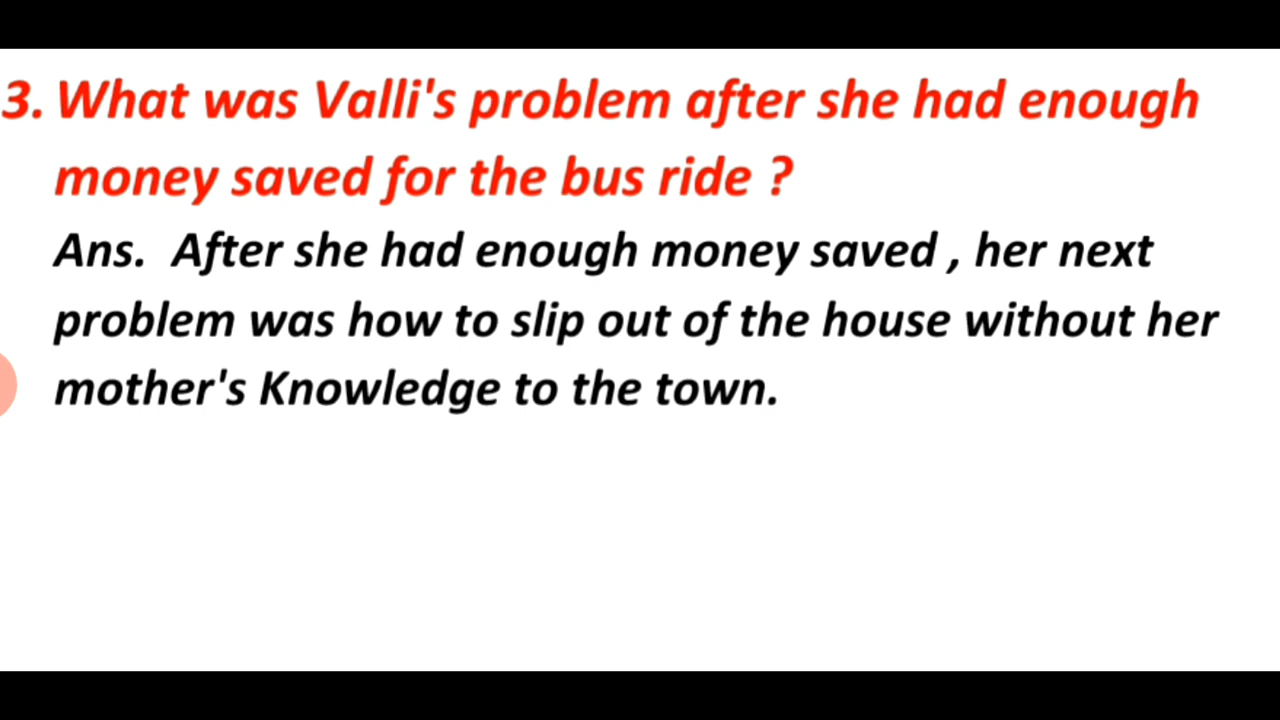 3. What was Valli's problem after she had enough
money saved for the bus ride ?
Ans. After she had enough money saved , her next
problem was how to slip out of the house without her
mother's Knowledge to the town.